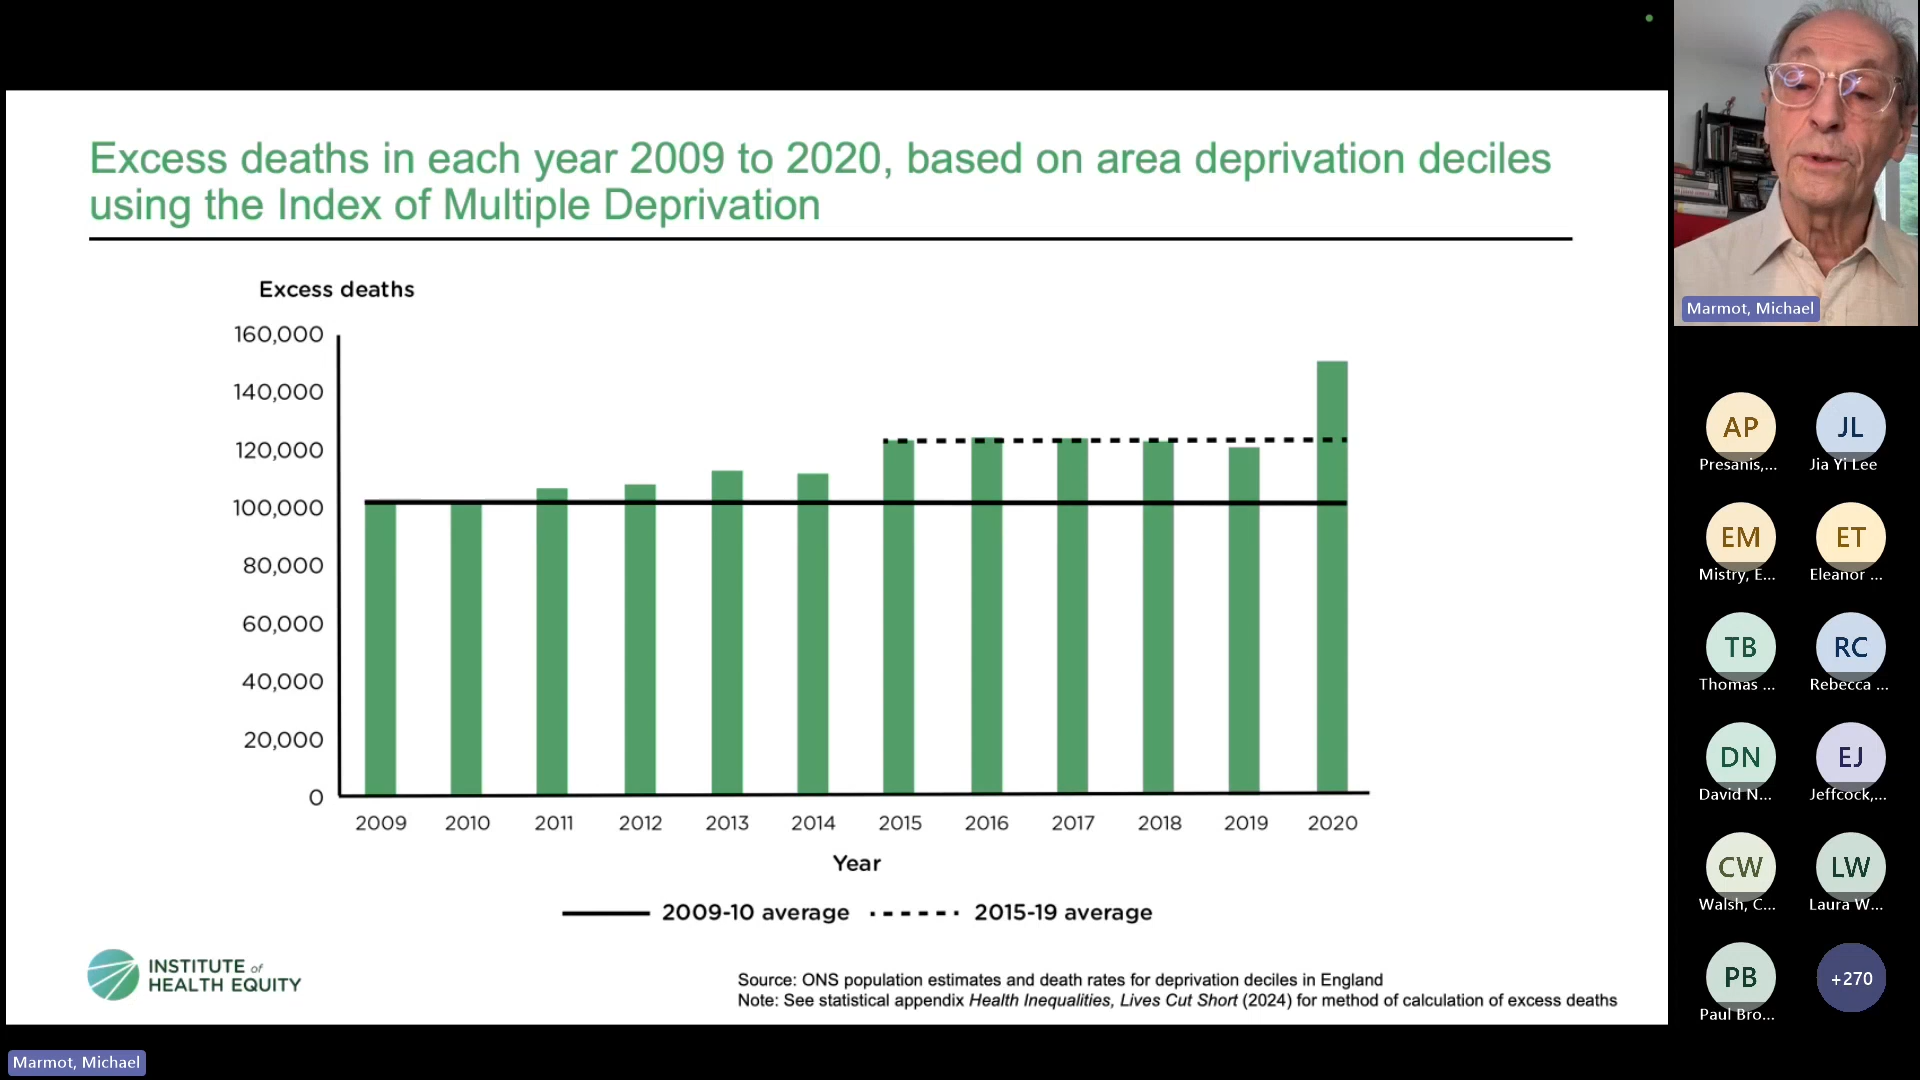 Excess deaths in each year 2009 to 2020, based on area deprivation deciles
using the Index of Multiple Deprivation
Excess deaths
160,000
140,000
120,000
100,000
80,000
60,000
40,000
20,000
0
2009 2010 2011 2012 2013 2014 2015 2016 2017 2018 2019 2020
Year
2009-10 average 2015-19 average
INSTITUTE of
HEALTH EQUITY
Source: ONS population estimates and death rates for deprivation deciles in England
Note: See statistical appendix Health Inequalities, Lives Cut Short (2024) for method of calculation of excess deaths
Marmot, Michael
Marmot, Michael
AP JL
Presanis,... Jia Yi Lee
EM ET
Mistry, E... Eleanor ...
TB RC
Thomas ... Rebecca ...
DN EJ
David N... Jeffcock,...
CW LW
Walsh, C... Laura W...
PB +270
Paul Bro...